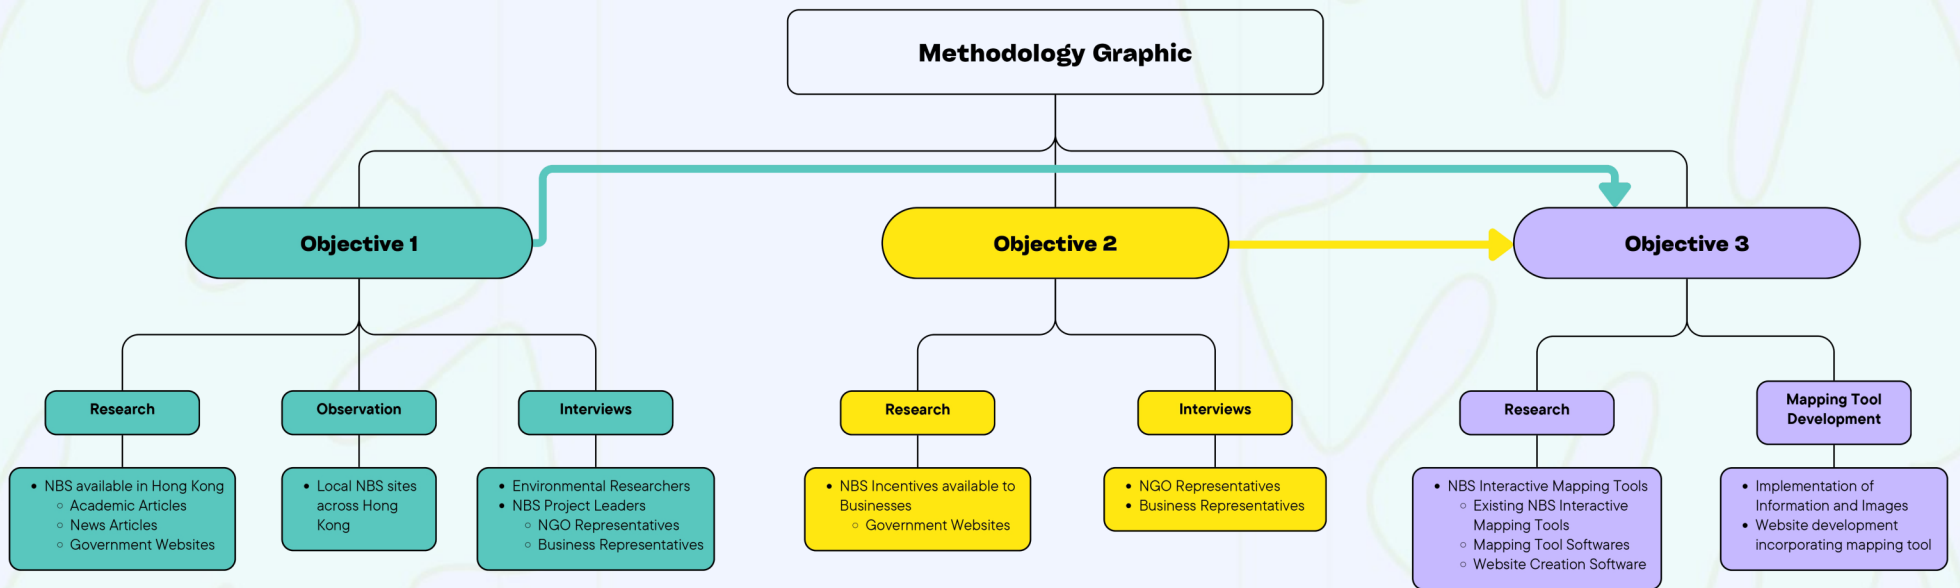 Methodology Graphic
Objective 1
Objective 2
Objective 3
Research
Observation
Interviews
Research
Interviews
Research
Mapping Tool
Development
• NBS available in Hong Kong
○ Academic Articles
○ News Articles
○ Government Websites
• Local NBS sites
across Hong
Kong
• Environmental Researchers
• NBS Project Leaders
○ NGO Representatives
○ Business Representatives
• NBS Incentives available to
Businesses
○ Government Websites
• NGO Representatives
• Business Representatives
• NBS Interactive Mapping Tools
○ Existing NBS Interactive
Mapping Tools
○ Mapping Tool Softwares
○ Website Creation Software
• Implementation of
Information and Images
• Website development
incorporating mapping tool